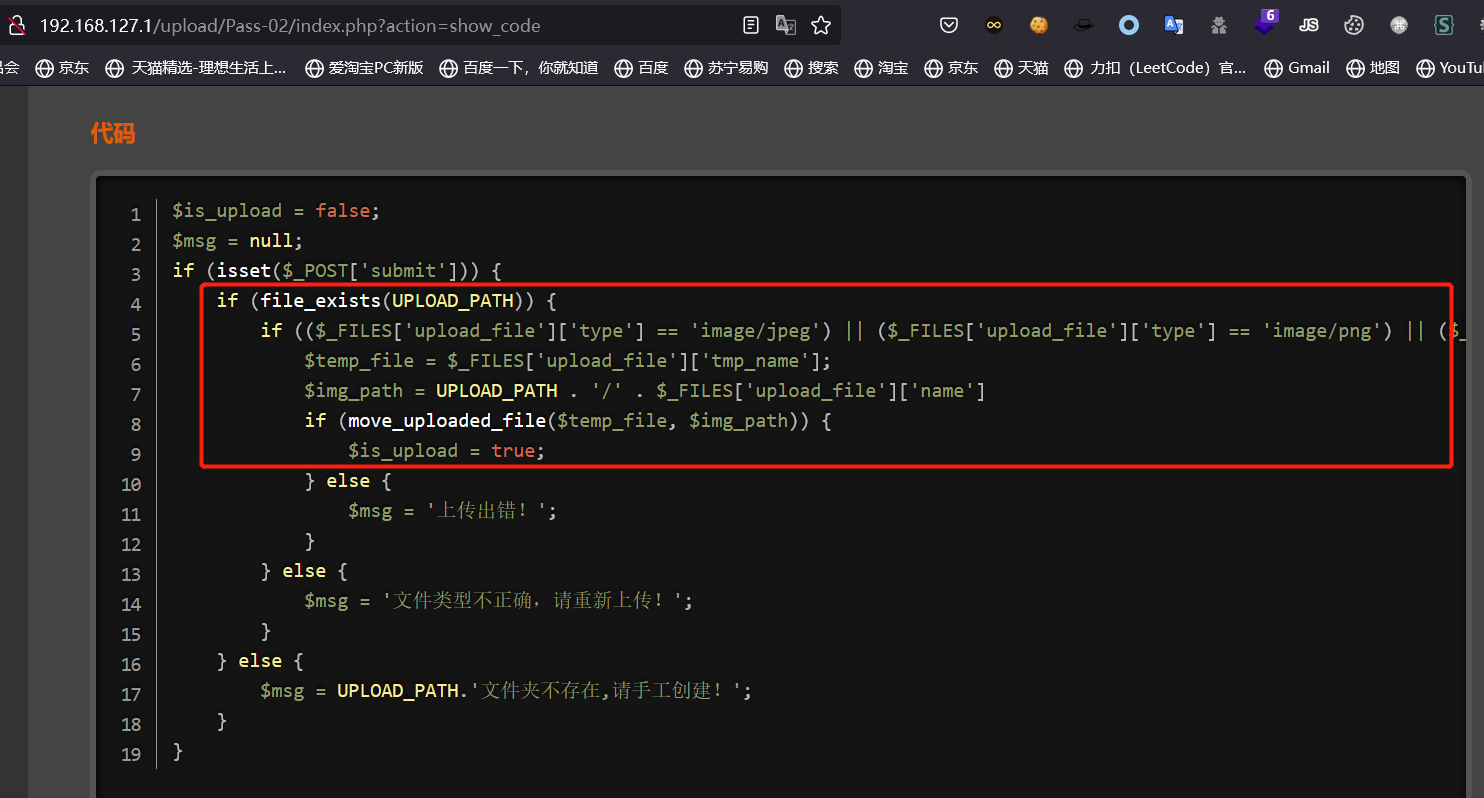 192.168.127.1/upload/Pass-02/index.php?action=show_code
6
JS
S
会 京东 天猫精选-理想生活上... 爱淘宝PC新版 百度一下，你就知道 百度 苏宁易购 搜索 淘宝 京东 天猫 力扣（LeetCode）官... Gmail 地图 YouTu
代码
1 $is_upload = false;
2 $msg = null;
3 if (isset($_POST['submit'])) {
4 if (file_exists(UPLOAD_PATH)) {
5 if (($_FILES['upload_file']['type'] == 'image/jpeg') || ($_FILES['upload_file']['type'] == 'image/png') || ($_
6 $temp_file = $_FILES['upload_file']['tmp_name'];
7 $img_path = UPLOAD_PATH . '/' . $_FILES['upload_file']['name']
8 if (move_uploaded_file($temp_file, $img_path)) {
9 $is_upload = true;
10 } else {
11 $msg = '上传出错！';
12 }
13 } else {
14 $msg = '文件类型不正确，请重新上传！';
15 }
16 } else {
17 $msg = UPLOAD_PATH.'文件夹不存在,请手工创建！';
18 }
19 }